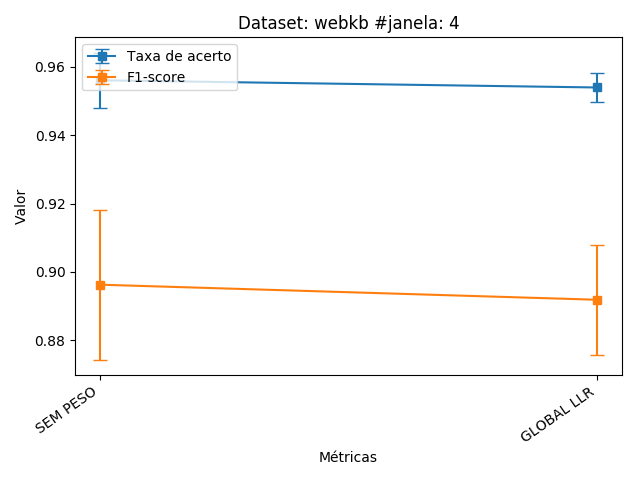 Dataset: webkb #janela: 4
Taxa de acerto
F1-score
0.96
0.94
0.92
0.90
0.88
Valor
SEM PESO
GLOBAL LLR
Métricas